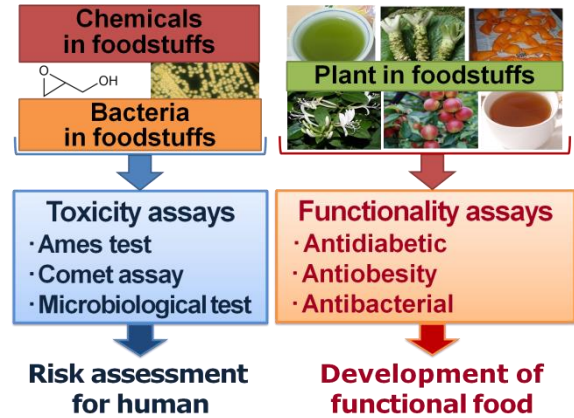 Chemicals
in foodstuffs
OH
O
Bacteria
in foodstuffs
Plant in foodstuffs
Toxicity assays
·Ames test
·Comet assay
·Microbiological test
Functionality assays
·Antidiabetic
·Antiobesity
·Antibacterial
Risk assessment
for human
Development of
functional food